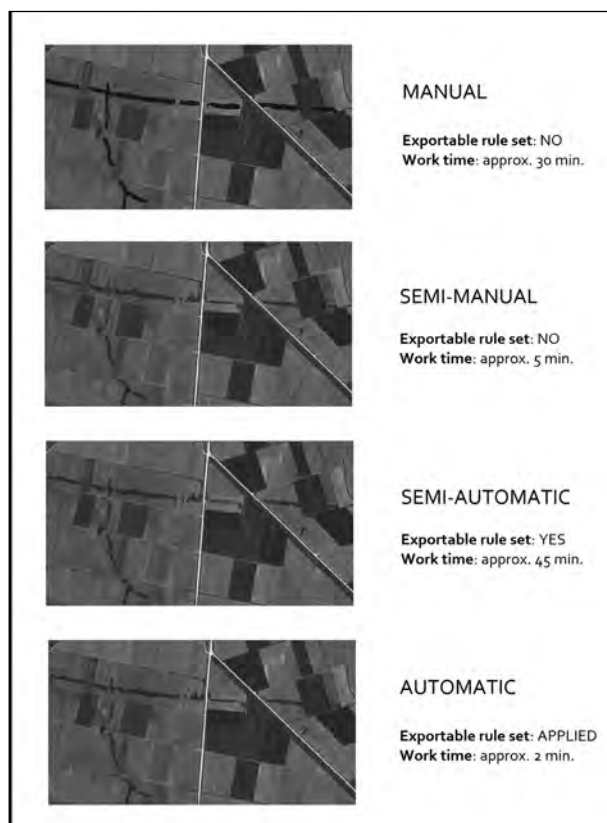 MANUAL
Exportable rule set: NO
Work time: approx. 30 min.
SEMI-MANUAL
Exportable rule set: NO
Work time: approx. 5 min.
SEMI-AUTOMATIC
Exportable rule set: YES
Work time: approx. 45 min.
AUTOMATIC
Exportable rule set: APPLIED
Work time: approx. 2 min.